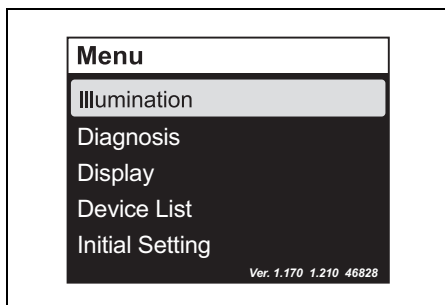 Menu
Illumination
Diagnosis
Display
Device List
Initial Setting
Ver. 1.170 1.210 46828